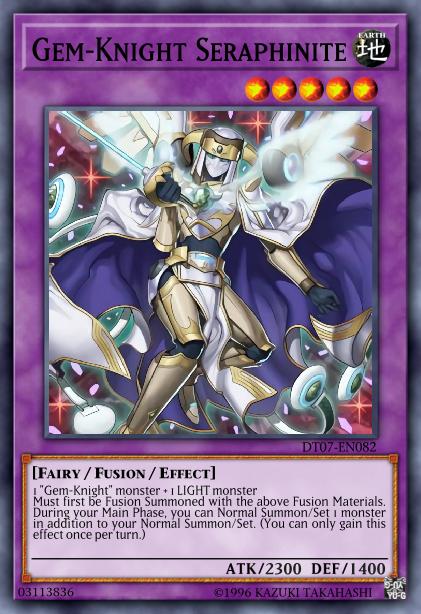 GEM-KNIGHT SERAPHINITE
EARTH
地
DT07-EN082
[FAIRY / FUSION / EFFECT]
1 "Gem-Knight" monster + 1 LIGHT monster
Must first be Fusion Summoned with the above Fusion Materials.
During your Main Phase, you can Normal Summon/Set 1 monster
in addition to your Normal Summon/Set. (You can only gain this
effect once per turn.)
ATK/2300 DEF/1400
03113836
©1996 KAZUKI TAKAHASHI